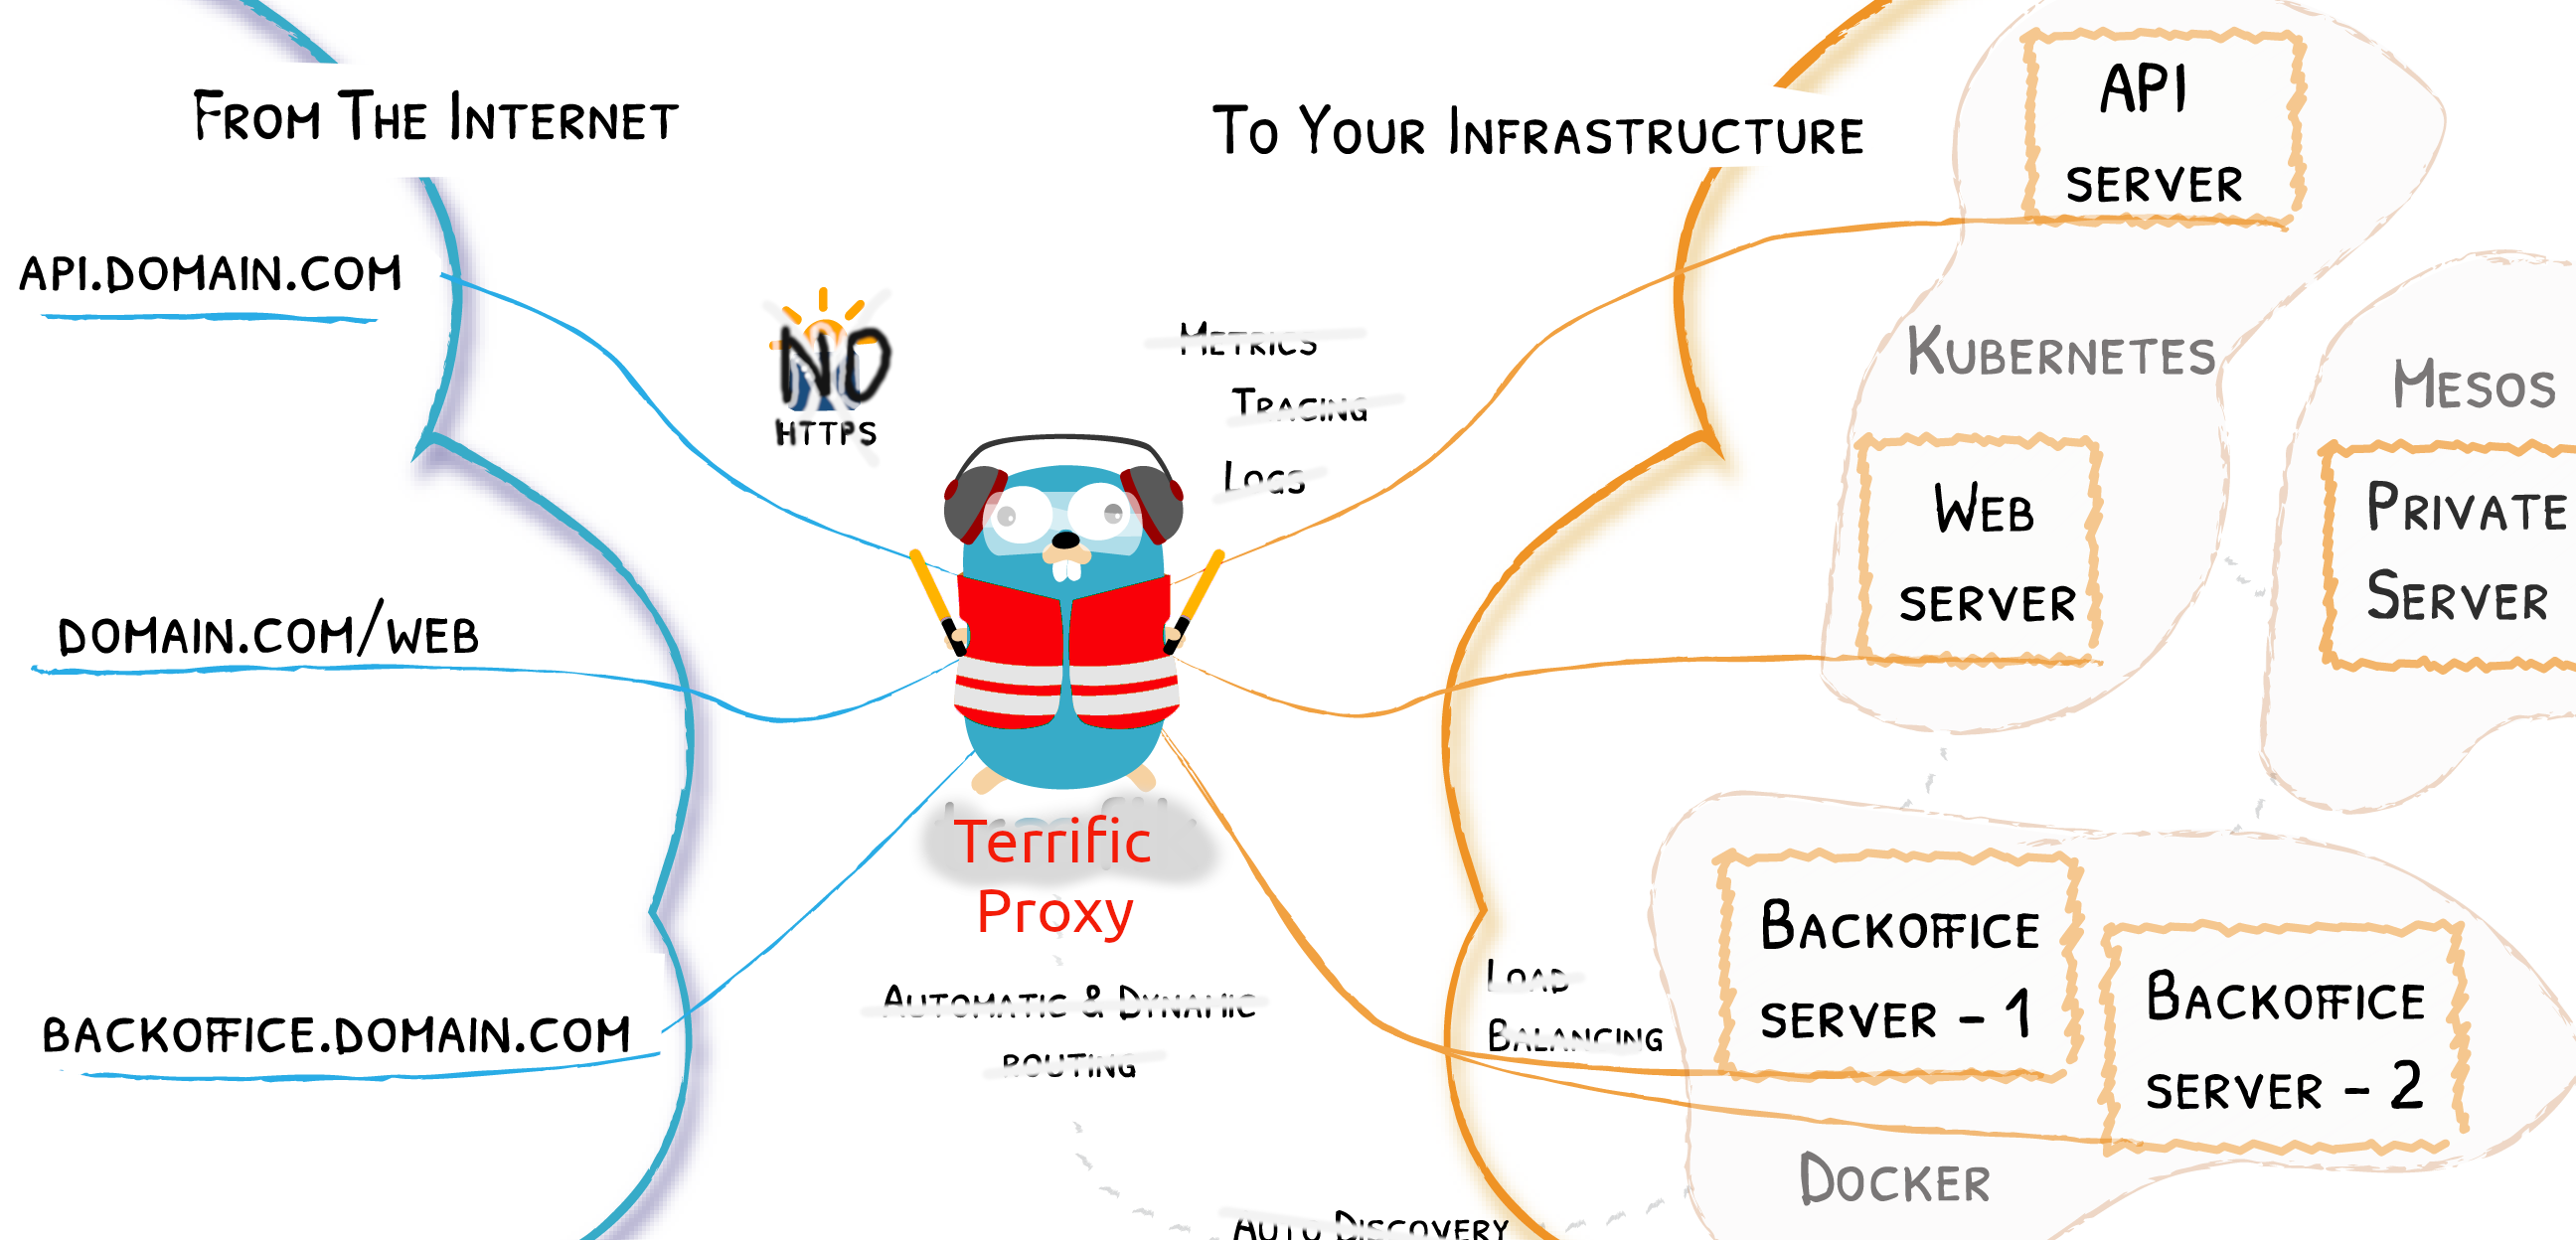 FROM THE INTERNET
TO YOUR INFRASTRUCTURE
API
SERVER
API.DOMAIN.COM
NO
HTTPS
METRICS
TRACING
LOGS
KUBERNETES
MESOS
WEB
SERVER
PRIVATE
SERVER
DOMAIN.COM/WEB
Terrific
Proxy
BACKOFFICE.DOMAIN.COM
AUTOMATIC & DYNAMIC
ROUTING
LOAD
BALANCING
BACKOFFICE
SERVER - 1
BACKOFFICE
SERVER - 2
DOCKER
AUTO DISCOVERY